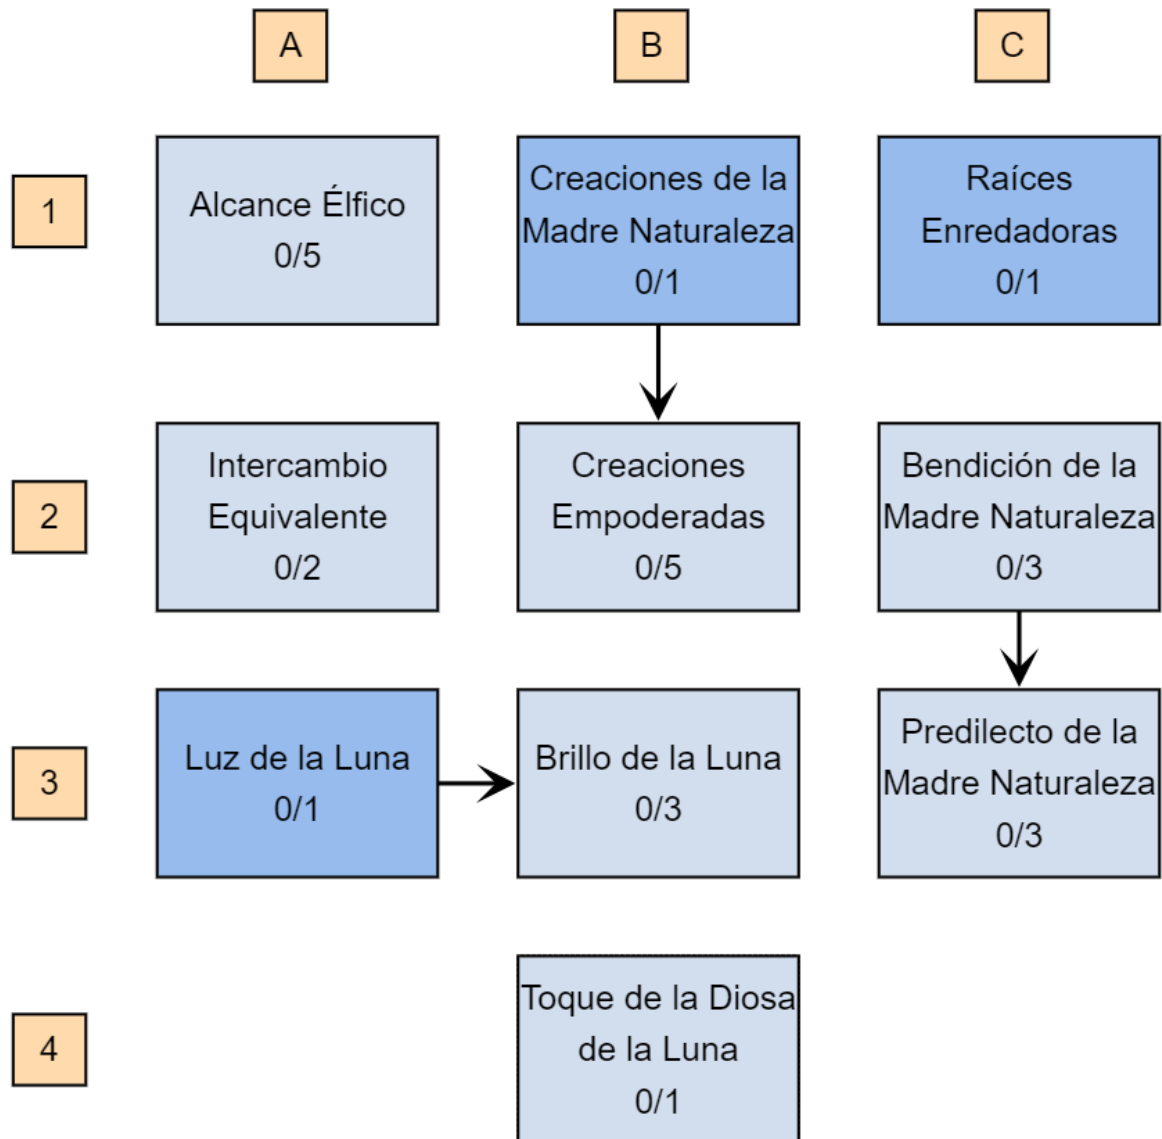 A
B
C
1
Alcance Élfico
0/5
Creaciones de la
Madre Naturaleza
0/1
Raíces
Enredadoras
0/1
2
Intercambio
Equivalente
0/2
Creaciones
Empoderadas
0/5
Bendición de la
Madre Naturaleza
0/3
3
Luz de la Luna
0/1
Brillo de la Luna
0/3
Predilecto de la
Madre Naturaleza
0/3
4
Toque de la Diosa
de la Luna
0/1